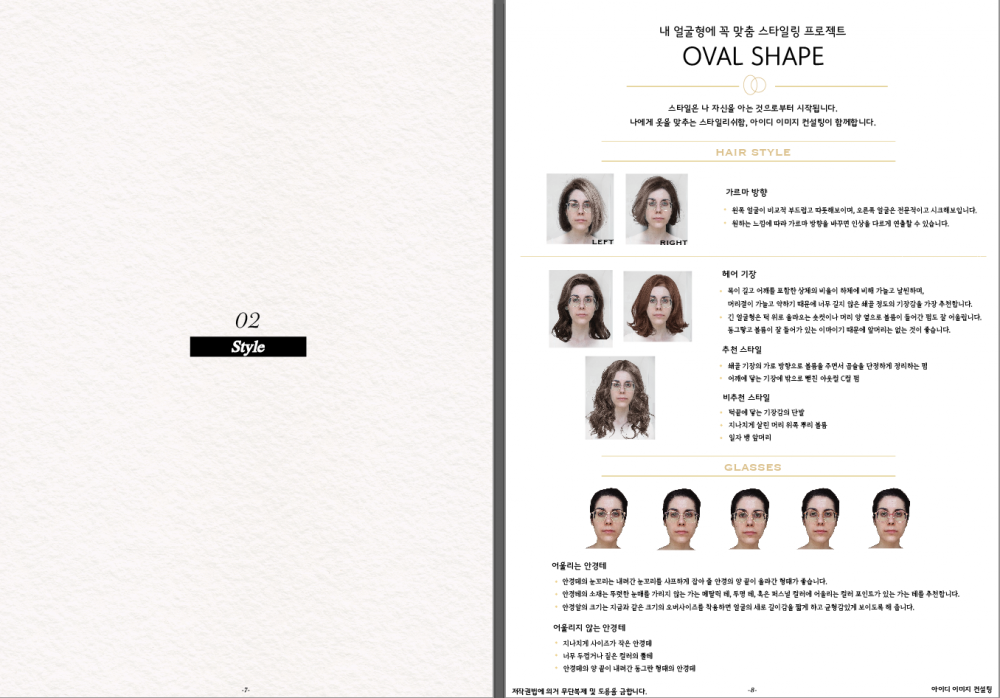 02
Style
-7-
내 얼굴형에 꼭 맞춤 스타일링 프로젝트
OVAL SHAPE
스타일은 나 자신을 아는 것으로부터 시작됩니다.
나에게 옷을 맞추는 스타일리쉬함, 아이디 이미지 컨설팅이 함께합니다.
HAIR STYLE
LEFT
RIGHT
가르마 방향
왼쪽 얼굴이 비교적 부드럽고 따뜻해보이며, 오른쪽 얼굴은 전문적이고 시크해보입니다.
원하는 느낌에 따라 가르마 방향을 바꾸면 인상을 다르게 연출할 수 있습니다.
헤어 기장
목이 길고 어깨를 포함한 상체의 비율이 하체에 비해 가늘고 날씬하며,
머리결이 가늘고 약하기 때문에 너무 길지 않은 쇄골 정도의 기장감을 가장 추천합니다.
긴 얼굴형은 턱 위로 올라오는 숏컷이나 머리 양 옆으로 볼륨이 들어간 펌도 잘 어울립니다.
동그랗고 볼륨이 잘 들어가 있는 이마이기 때문에 앞머리는 없는 것이 좋습니다.
추천 스타일
쇄골 기장의 가로 방향으로 볼륨을 주면서 곱슬을 단정하게 정리하는 펌
어깨에 닿는 기장에 밖으로 뻗친 아웃컬 C컬 펌
비추천 스타일
턱끝에 닿는 기장감의 단발
지나치게 살린 머리 위쪽 뿌리 볼륨
일자 뱅 앞머리
GLASSES
어울리는 안경테
안경테의 눈꼬리는 내려간 눈꼬리를 샤프하게 잡아 줄 안경의 양 끝이 올라간 형태가 좋습니다.
안경테의 소재는 뚜렷한 눈매를 가리지 않는 가는 메탈릭 테, 투명 테, 혹은 퍼스널 컬러에 어울리는 컬러 포인트가 있는 가는 테를 추천합니다.
안경알의 크기는 지금과 같은 크기의 오버사이즈를 착용하면 얼굴의 세로 길이감을 짧게 하고 균형감있게 보이도록 해 줍니다.
어울리지 않는 안경테
지나치게 사이즈가 작은 안경테
너무 두껍거나 짙은 컬러의 뿔테
안경테의 양 끝이 내려간 동그란 형태의 안경테
저작권법에 의거 무단복제 및 도용을 금합니다.
-8-
아이디 이미지 컨설팅